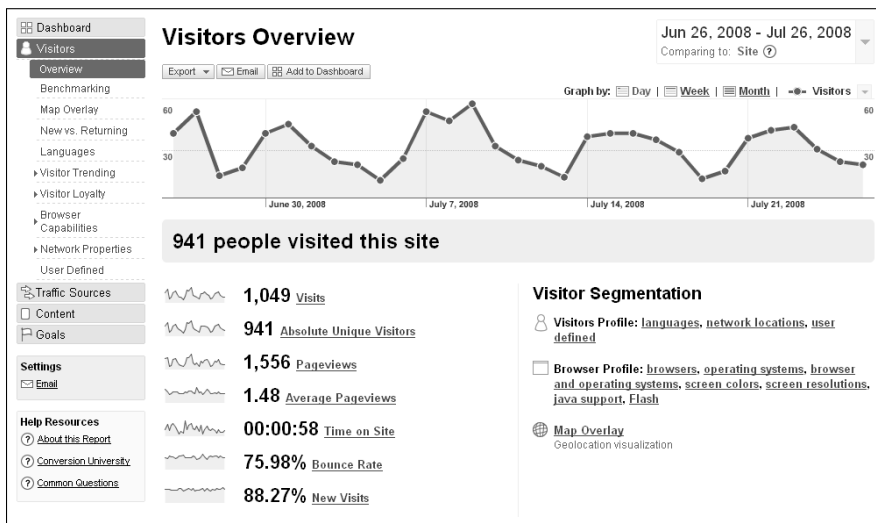 Dashboard
Visitors
Overview
Benchmarking
Map Overlay
New vs. Returning
Languages
Visitor Trending
Visitor Loyalty
Browser
Capabilities
Network Properties
User Defined
Traffic Sources
Content
Goals
Settings
Email
Help Resources
? About this Report
? Conversion University
? Common Questions
Visitors Overview
Jun 26, 2008 - Jul 26, 2008
Comparing to: Site ?
Export Email Add to Dashboard
Graph by: Day | Week | Month | Visitors
60 60
30 30
June 30, 2008 July 7, 2008 July 14, 2008 July 21, 2008
941 people visited this site
1,049 Visits
941 Absolute Unique Visitors
1,556 Pageviews
1.48 Average Pageviews
00:00:58 Time on Site
75.98% Bounce Rate
88.27% New Visits
Visitor Segmentation
Visitors Profile: languages, network locations, user
defined
Browser Profile: browsers, operating systems, browser
and operating systems, screen colors, screen resolutions,
java support, Flash
Map Overlay
Geolocation visualization